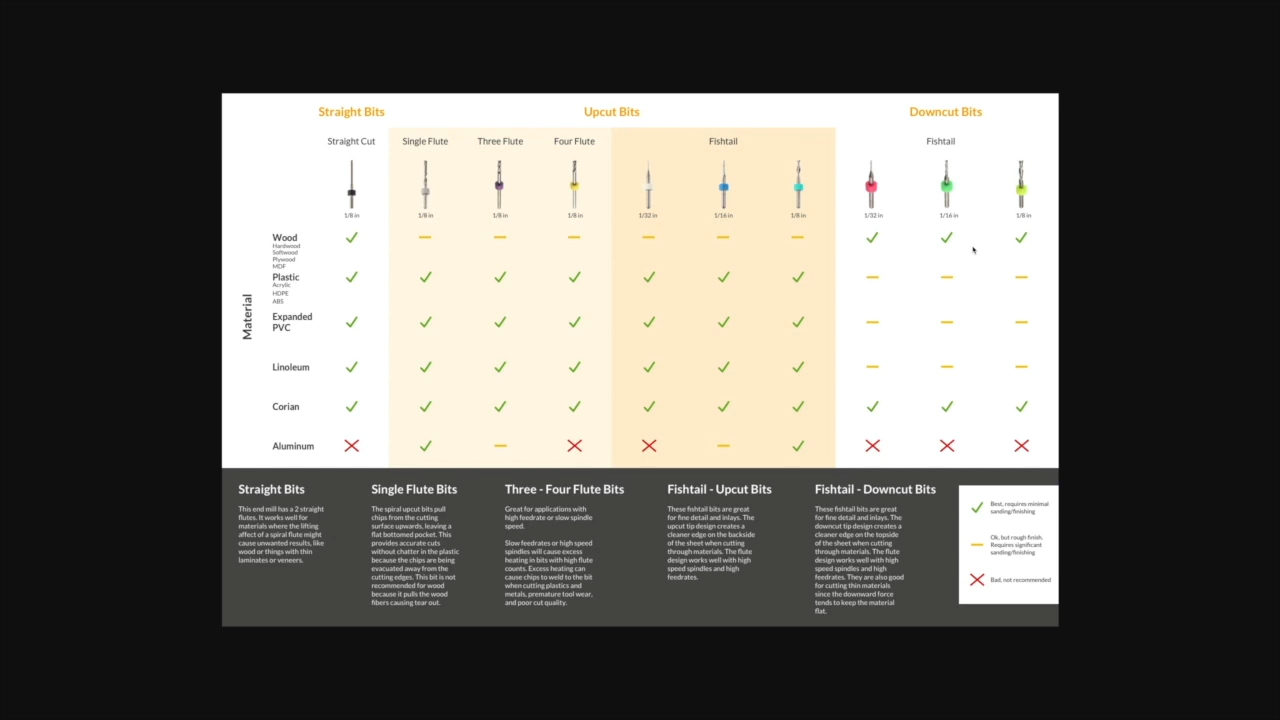 Straight Bits
Upcut Bits
Downcut Bits
Straight Cut
Single Flute
Three Flute
Four Flute
Fishtail
Fishtail
1/8 in
1/8 in
1/8 in
1/8 in
1/32 in
1/16 in
1/8 in
1/32 in
1/16 in
1/8 in
Material
Wood
Hardwood
Softwood
Plywood
MDF
Plastic
Acrylic
HDPE
ABS
Expanded
PVC
Linoleum
Corian
Aluminum
Straight Bits
This end mill has a 2 straight
flutes. It works well for
materials where the lifting
affect of a spiral flute might
cause unwanted results, like
wood or things with thin
laminates or veneers.
Single Flute Bits
The spiral upcut bits pull
chips from the cutting
surface upwards, leaving a
flat bottomed pocket. This
provides accurate cuts
without chatter in the plastic
because the chips are being
evacuated away from the
cutting edges. This bit is not
recommended for wood
because it pulls the wood
fibers causing tear out.
Three - Four Flute Bits
Great for applications with
high feedrate or slow spindle
speed.
Slow feedrates or high speed
spindles will cause excess
heating in bits with high flute
counts. Excess heating can
cause chips to weld to the bit
when cutting plastics and
metals, premature tool wear,
and poor cut quality.
Fishtail - Upcut Bits
These fishtail bits are great
for fine detail and inlays. The
upcut tip design creates a
cleaner edge on the backside
of the sheet when cutting
through materials. The flute
design works well with high
speed spindles and high
feedrates.
Fishtail - Downcut Bits
These fishtail bits are great
for fine detail and inlays. The
downcut tip design creates a
cleaner edge on the topside
of the sheet when cutting
through materials. The flute
design works well with high
speed spindles and high
feedrates. They are also good
for cutting thin materials
since the downward force
tends to keep the material
flat.
Best, requires minimal
sanding/finishing
Ok, but rough finish.
Requires significant
sanding/finishing
Bad, not recommended